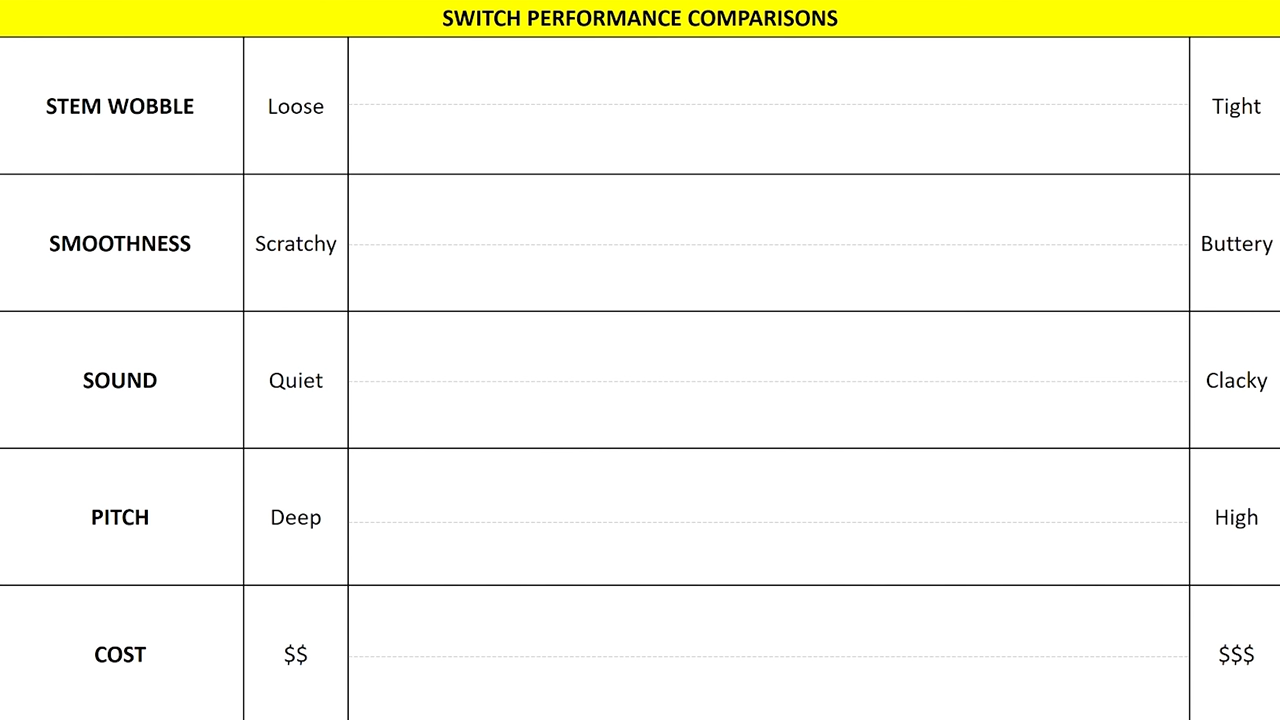 SWITCH PERFORMANCE COMPARISONS
STEM WOBBLE Loose Tight
SMOOTHNESS Scratchy Buttery
SOUND Quiet Clacky
PITCH Deep High
COST $$ $$$